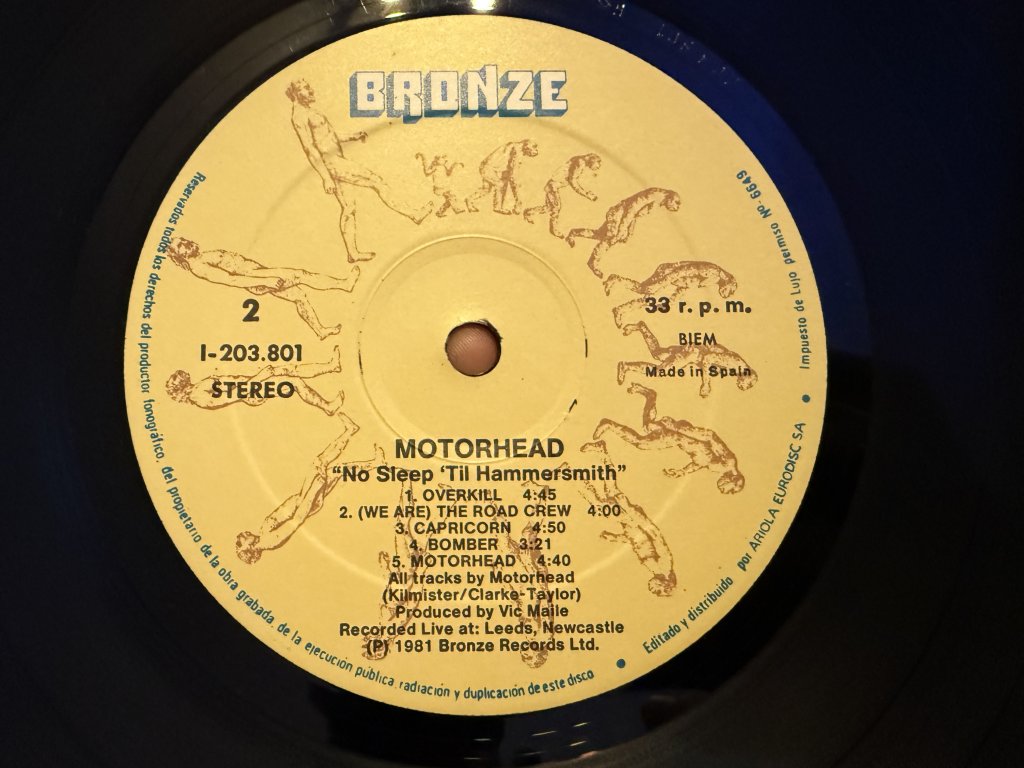 BRONZE
2
I-203.801
STEREO
33 r. p. m.
BIEM
Made in Spain
MOTORHEAD
“No Sleep ‘Til Hammersmith”
1. OVERKILL 4:45
2. (WE ARE) THE ROAD CREW 4:00
3. CAPRICORN 4:50
4. BOMBER 3:21
5. MOTORHEAD 4:40
All tracks by Motorhead
(Kilmister/Clarke-Taylor)
Produced by Vic Maile
Recorded Live at: Leeds, Newcastle
(P) 1981 Bronze Records Ltd.
Reservados todos los derechos del productor fonográfico, del propietario de la obra grabada, de la ejecución pública, radiación y duplicación de este disco • Editado y distribuido por ARIOLA EURODISC SA • Impuesto de Lujo permiso Nº 6649